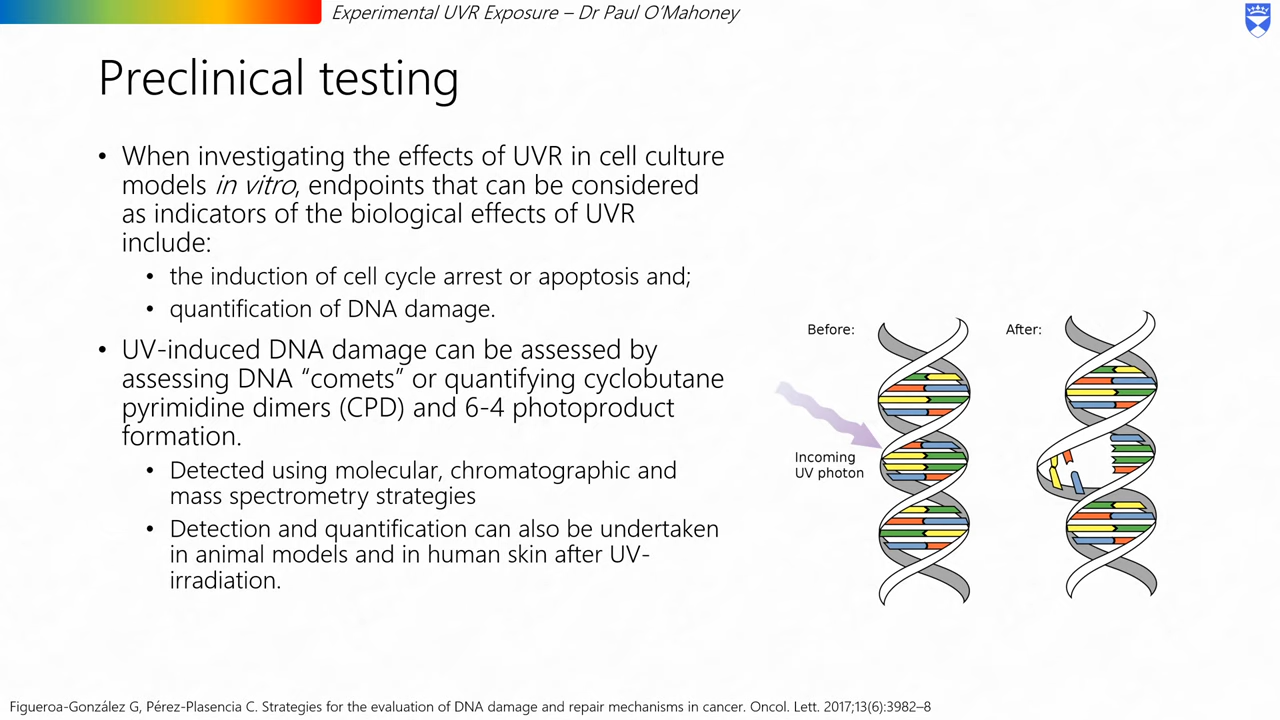 Experimental UVR Exposure – Dr Paul O’Mahoney
Preclinical testing
• When investigating the effects of UVR in cell culture
models in vitro, endpoints that can be considered
as indicators of the biological effects of UVR
include:
• the induction of cell cycle arrest or apoptosis and;
• quantification of DNA damage.
• UV-induced DNA damage can be assessed by
assessing DNA “comets” or quantifying cyclobutane
pyrimidine dimers (CPD) and 6-4 photoproduct
formation.
• Detected using molecular, chromatographic and
mass spectrometry strategies
• Detection and quantification can also be undertaken
in animal models and in human skin after UV-
irradiation.
Before:
After:
Incoming
UV photon
Figueroa-González G, Pérez-Plasencia C. Strategies for the evaluation of DNA damage and repair mechanisms in cancer. Oncol. Lett. 2017;13(6):3982–8